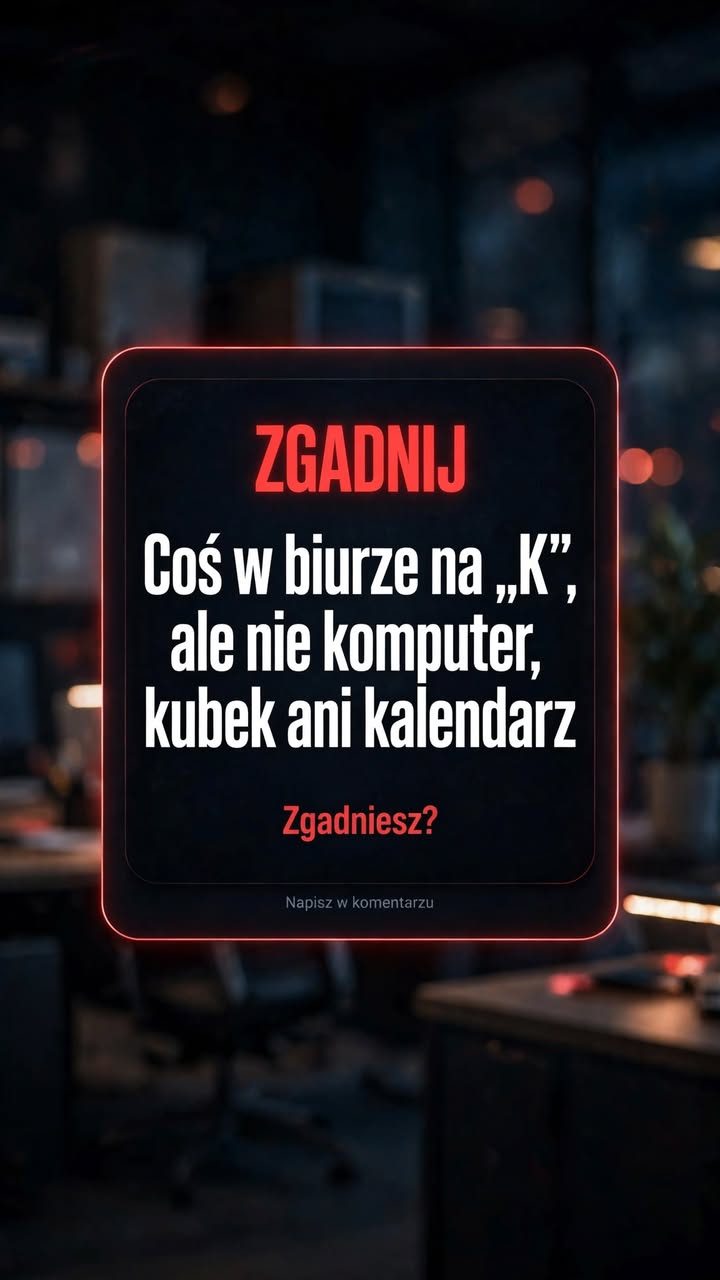 ZGADNIJ
Coś w biurze na „K”,
ale nie komputer,
kubek ani kalendarz
Zgadniesz?
Napisz w komentarzu